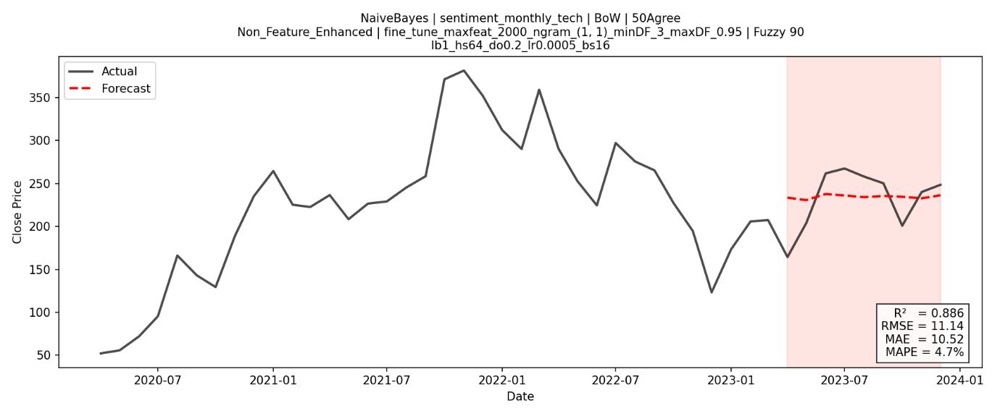 NaiveBayes | sentiment_monthly_tech | BoW | 50Agree
Non_Feature_Enhanced | fine_tune_maxfeat_2000_ngram_(1, 1)_minDF_3_maxDF_0.95 | Fuzzy 90
lb1_hs64_do0.2_lr0.0005_bs16
Actual
Forecast
Close Price
350
300
250
200
150
100
50
R² = 0.886
RMSE = 11.14
MAE = 10.52
MAPE = 4.7%
2020-07 2021-01 2021-07 2022-01 2022-07 2023-01 2023-07 2024-01
Date